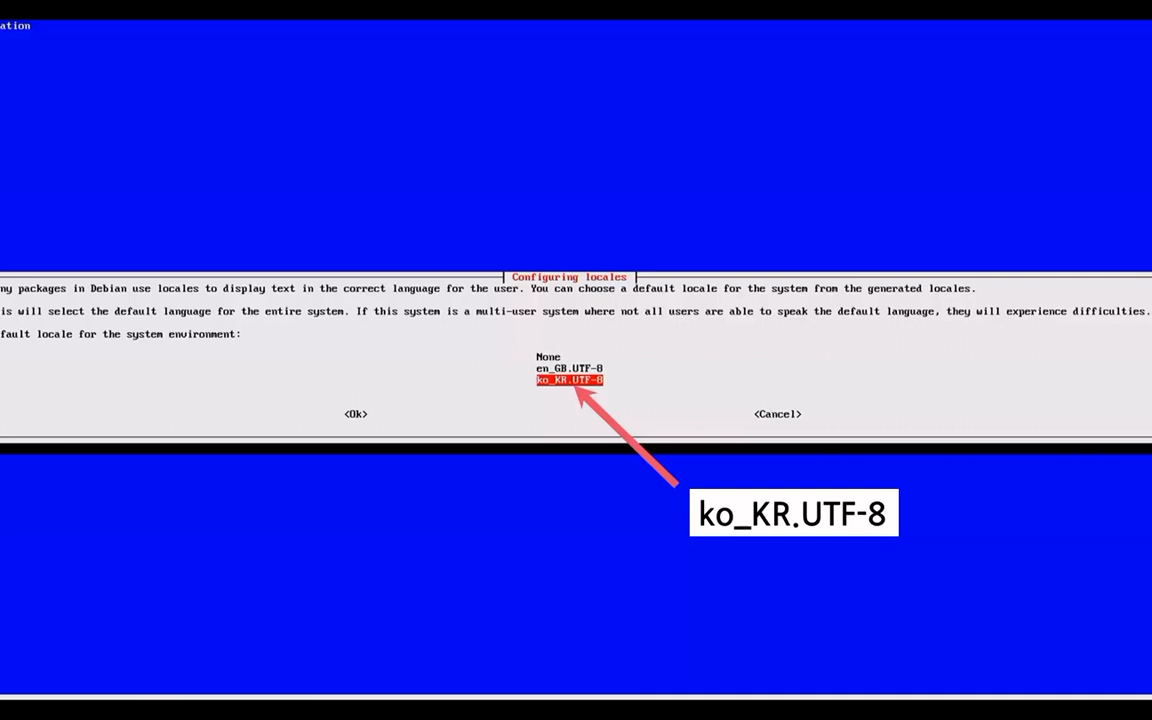 ation
Configuring locales
ny packages in Debian use locales to display text in the correct language for the user. You can choose a default locale for the system from the generated locales.
is will select the default language for the entire system. If this system is a multi-user system where not all users are able to speak the default language, they will experience difficulties.
fault locale for the system environment:
None
en_GB.UTF-8
ko_KR.UTF-8
<Ok> <Cancel>
ko_KR.UTF-8